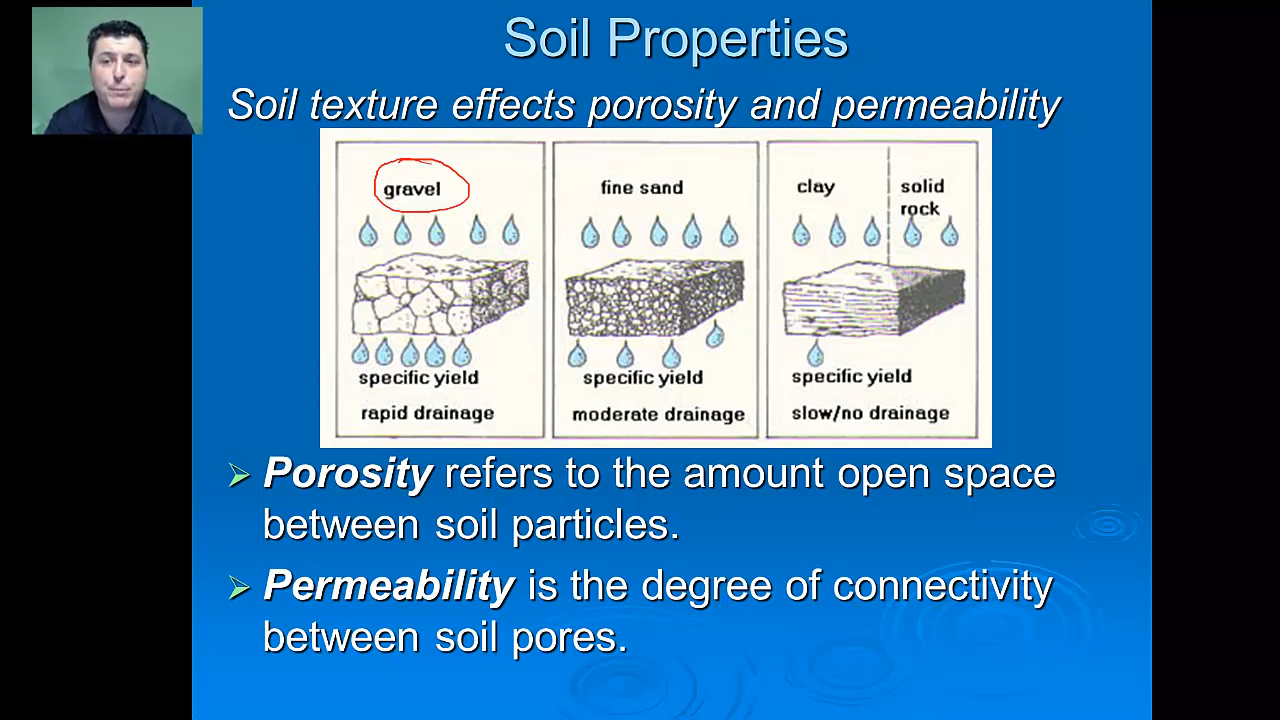 Soil Properties
Soil texture effects porosity and permeability
gravel
specific yield
rapid drainage
fine sand
specific yield
moderate drainage
clay
solid
rock
specific yield
slow/no drainage
Porosity refers to the amount open space
between soil particles.
Permeability is the degree of connectivity
between soil pores.